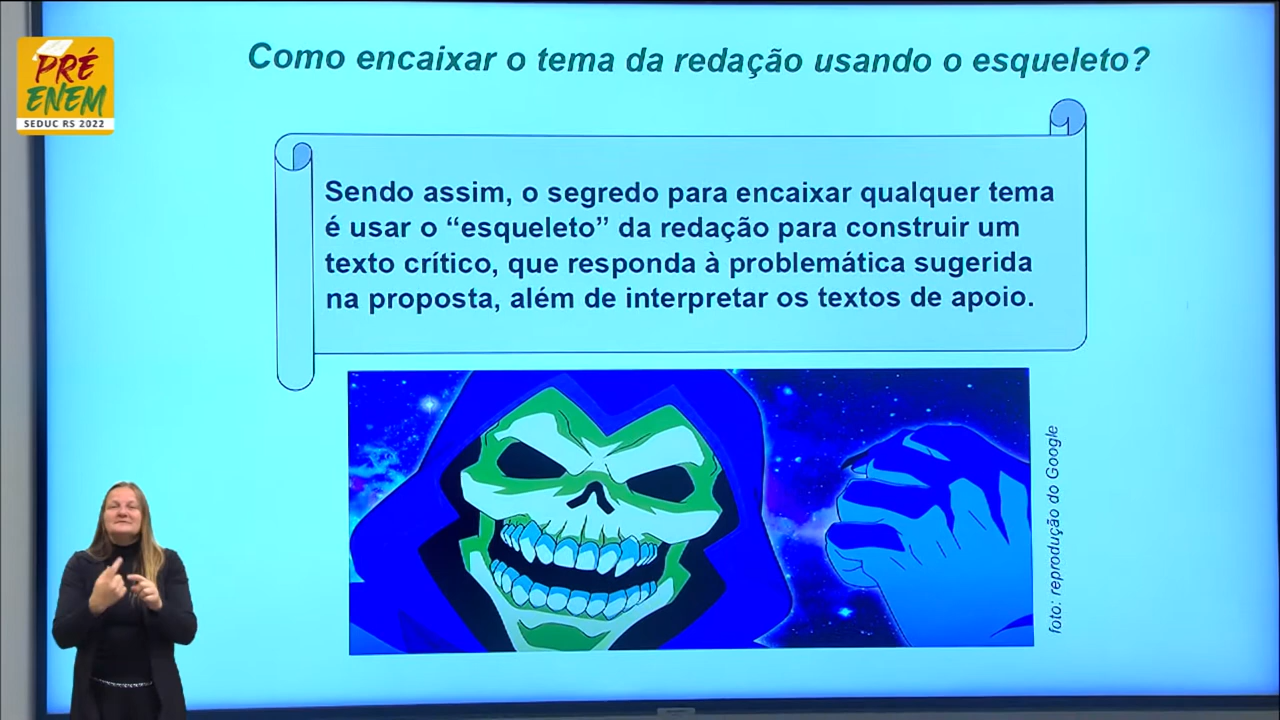 PRÉ
ENEM
SEDUC RS 2022
Como encaixar o tema da redação usando o esqueleto?
Sendo assim, o segredo para encaixar qualquer tema
é usar o “esqueleto” da redação para construir um
texto crítico, que responda à problemática sugerida
na proposta, além de interpretar os textos de apoio.
foto: reprodução do Google